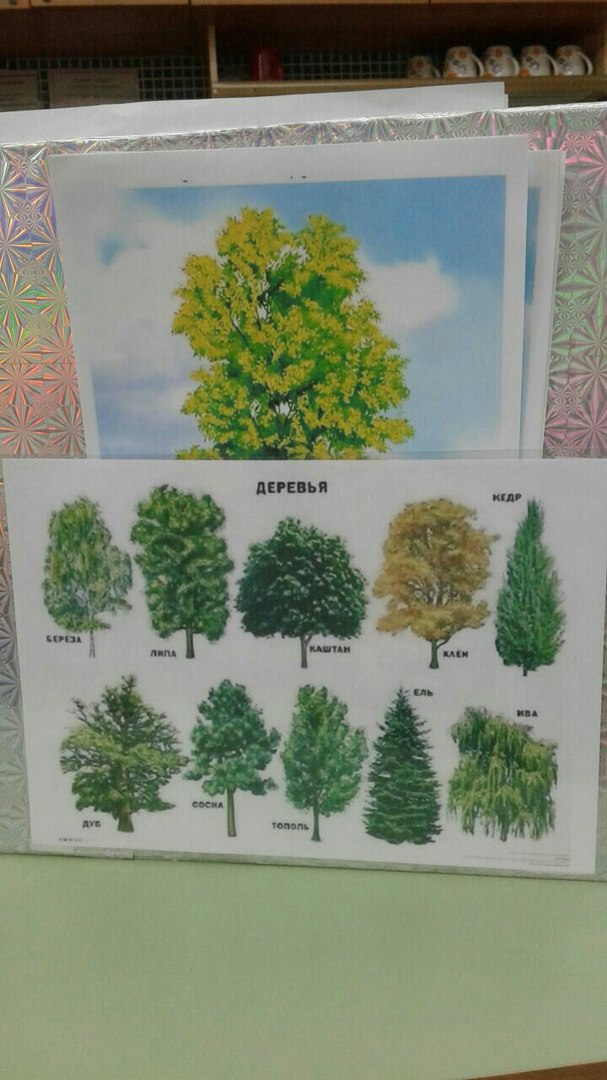 ДЕРЕВЬЯ
БЕРЁЗА
ЛИПА
КАШТАН
КЛЁН
КЕДР
ДУБ
СОСНА
ТОПОЛЬ
ЕЛЬ
ИВА